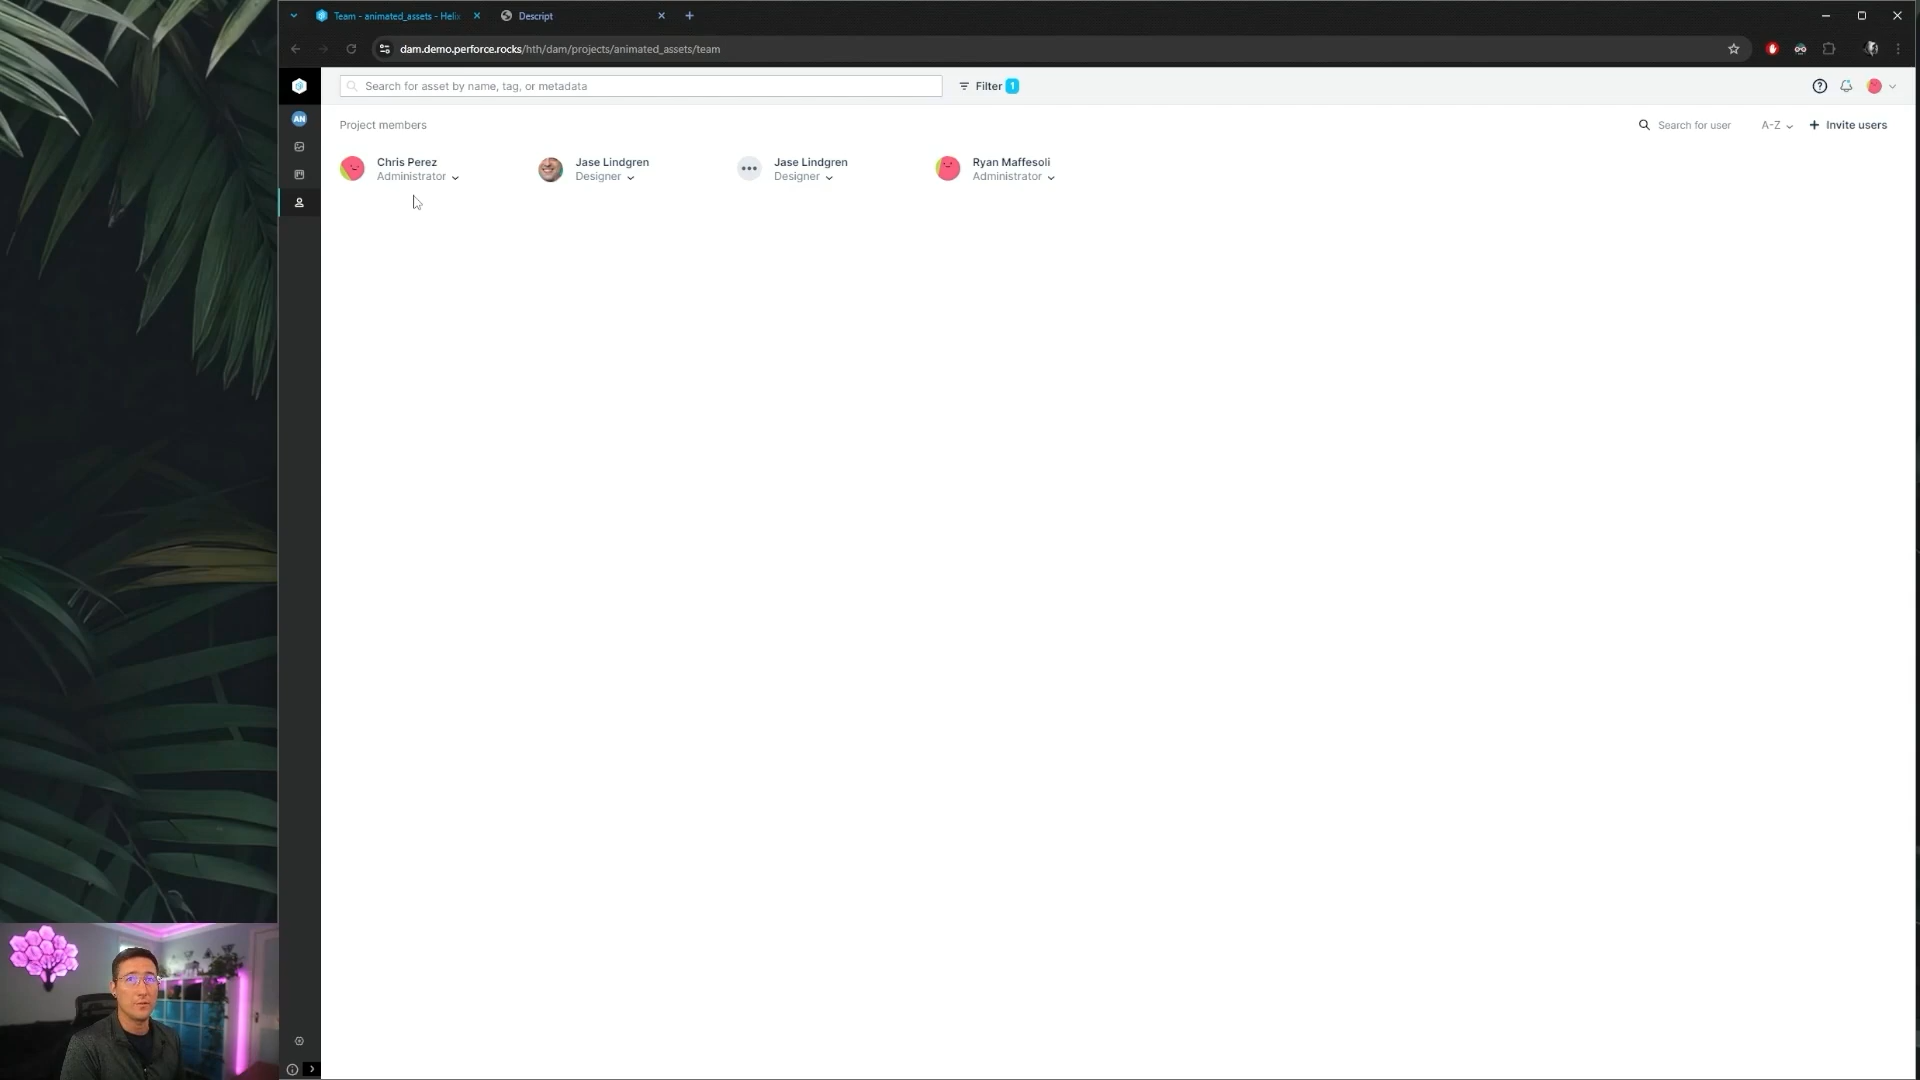 Team - animated_assets - Heli
Descript
dam.demo.perforce.rocks/hth/dam/projects/animated_assets/team
Search for asset by name, tag, or metadata
Filter 1
AN
Project members
Search for user
A-Z
Invite users
Chris Perez
Administrator
Jase Lindgren
Designer
Jase Lindgren
Designer
Ryan Maffesoli
Administrator